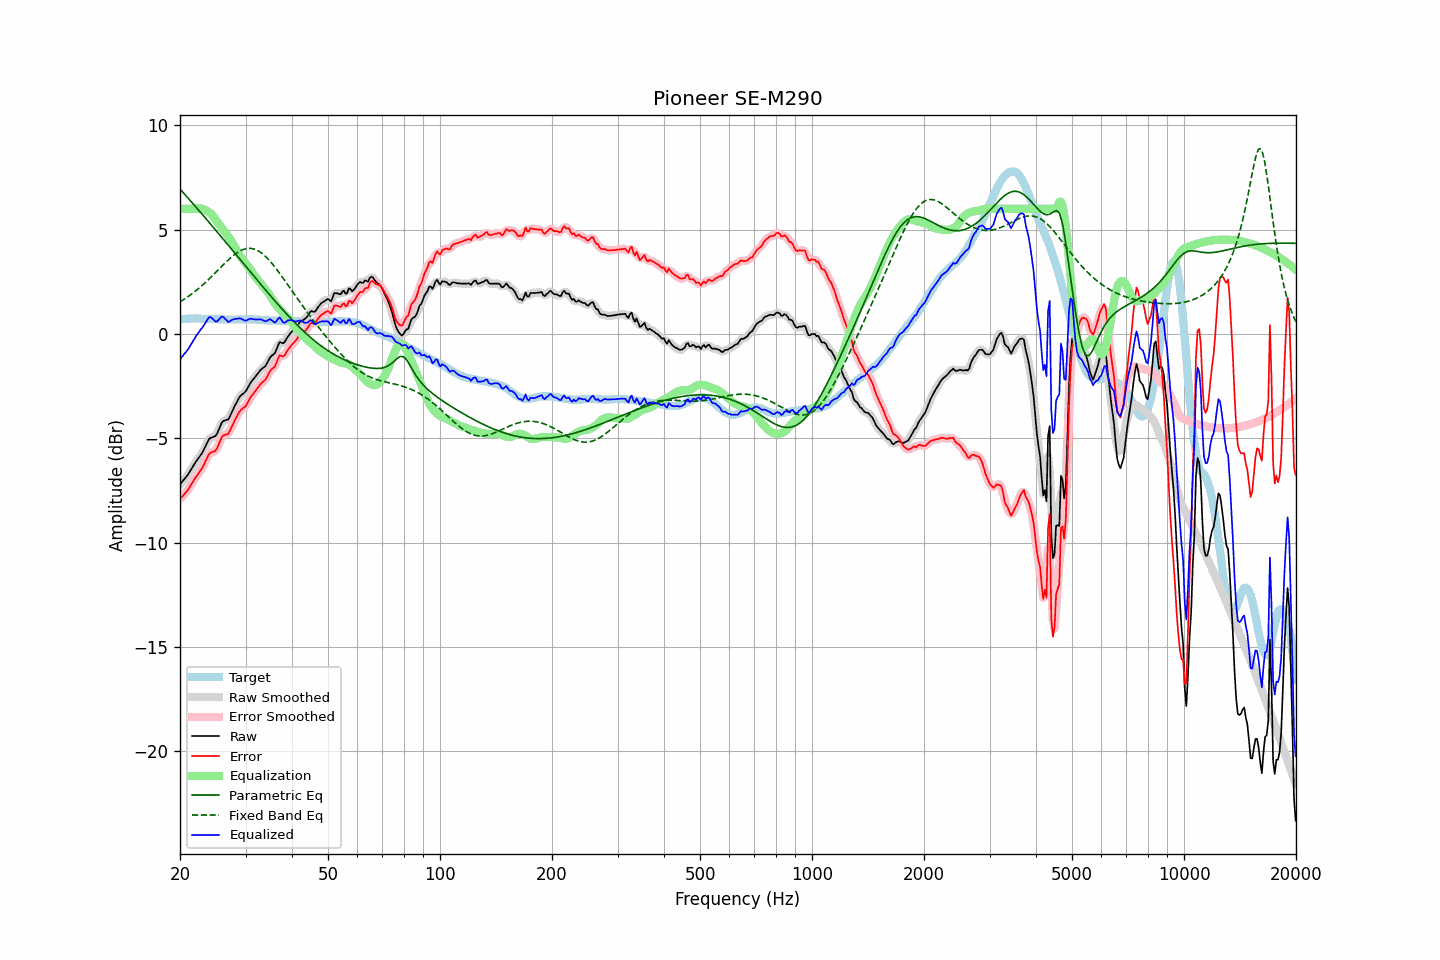 Pioneer SE-M290
10
5
0
−5
−10
−15
−20
Amplitude (dBr)
Target
Raw Smoothed
Error Smoothed
Raw
Error
Equalization
Parametric Eq
Fixed Band Eq
Equalized
20 50 100 200 500 1000 2000 5000 10000 20000
Frequency (Hz)